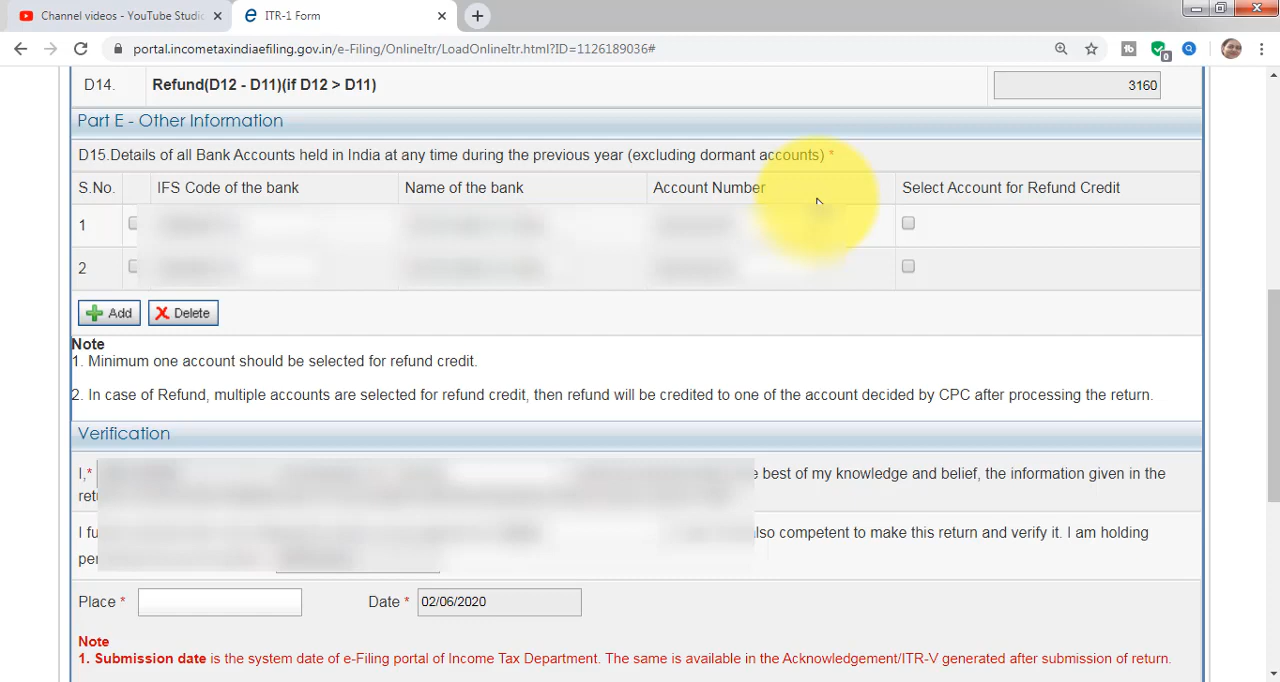 Channel videos - YouTube Studio
ITR-1 Form
portal.incometaxindiaefiling.gov.in/e-Filing/OnlineItr/LoadOnlineItr.html?ID=1126189036#
D14. Refund(D12 - D11)(if D12 > D11) 3160
Part E - Other Information
D15.Details of all Bank Accounts held in India at any time during the previous year (excluding dormant accounts) *
S.No. IFS Code of the bank Name of the bank Account Number Select Account for Refund Credit
1
2
Add Delete
Note
1. Minimum one account should be selected for refund credit.
2. In case of Refund, multiple accounts are selected for refund credit, then refund will be credited to one of the account decided by CPC after processing the return.
Verification
I,* best of my knowledge and belief, the information given in the
I competent to make this return and verify it. I am holding
Place * Date * 02/06/2020
Note
1. Submission date is the system date of e-Filing portal of Income Tax Department. The same is available in the Acknowledgement/ITR-V generated after submission of return.